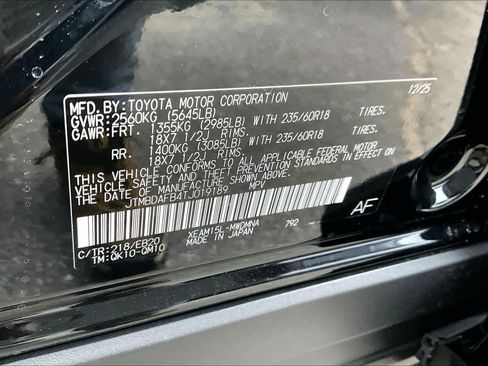 MFD. BY: TOYOTA MOTOR CORPORATION 12/25
GVWR: 2560KG (5645LB)
GAWR: FRT. 1355KG (2985LB) WITH 235/60R18 TIRES.
18X7 1/2J RIMS.
RR. 1400KG (3085LB) WITH 235/60R18 TIRES.
18X7 1/2J RIMS.
THIS VEHICLE CONFORMS TO ALL APPLICABLE FEDERAL MOTOR
VEHICLE SAFETY AND THEFT PREVENTION STANDARDS IN EFFECT ON
THE DATE OF MANUFACTURE SHOWN ABOVE.
JTMBDAFB4TJ019189 MPV
C/TR:218/EB20 XEAM15L-MWDMNA 792 AF
IM:QK10-QM10 MADE IN JAPAN